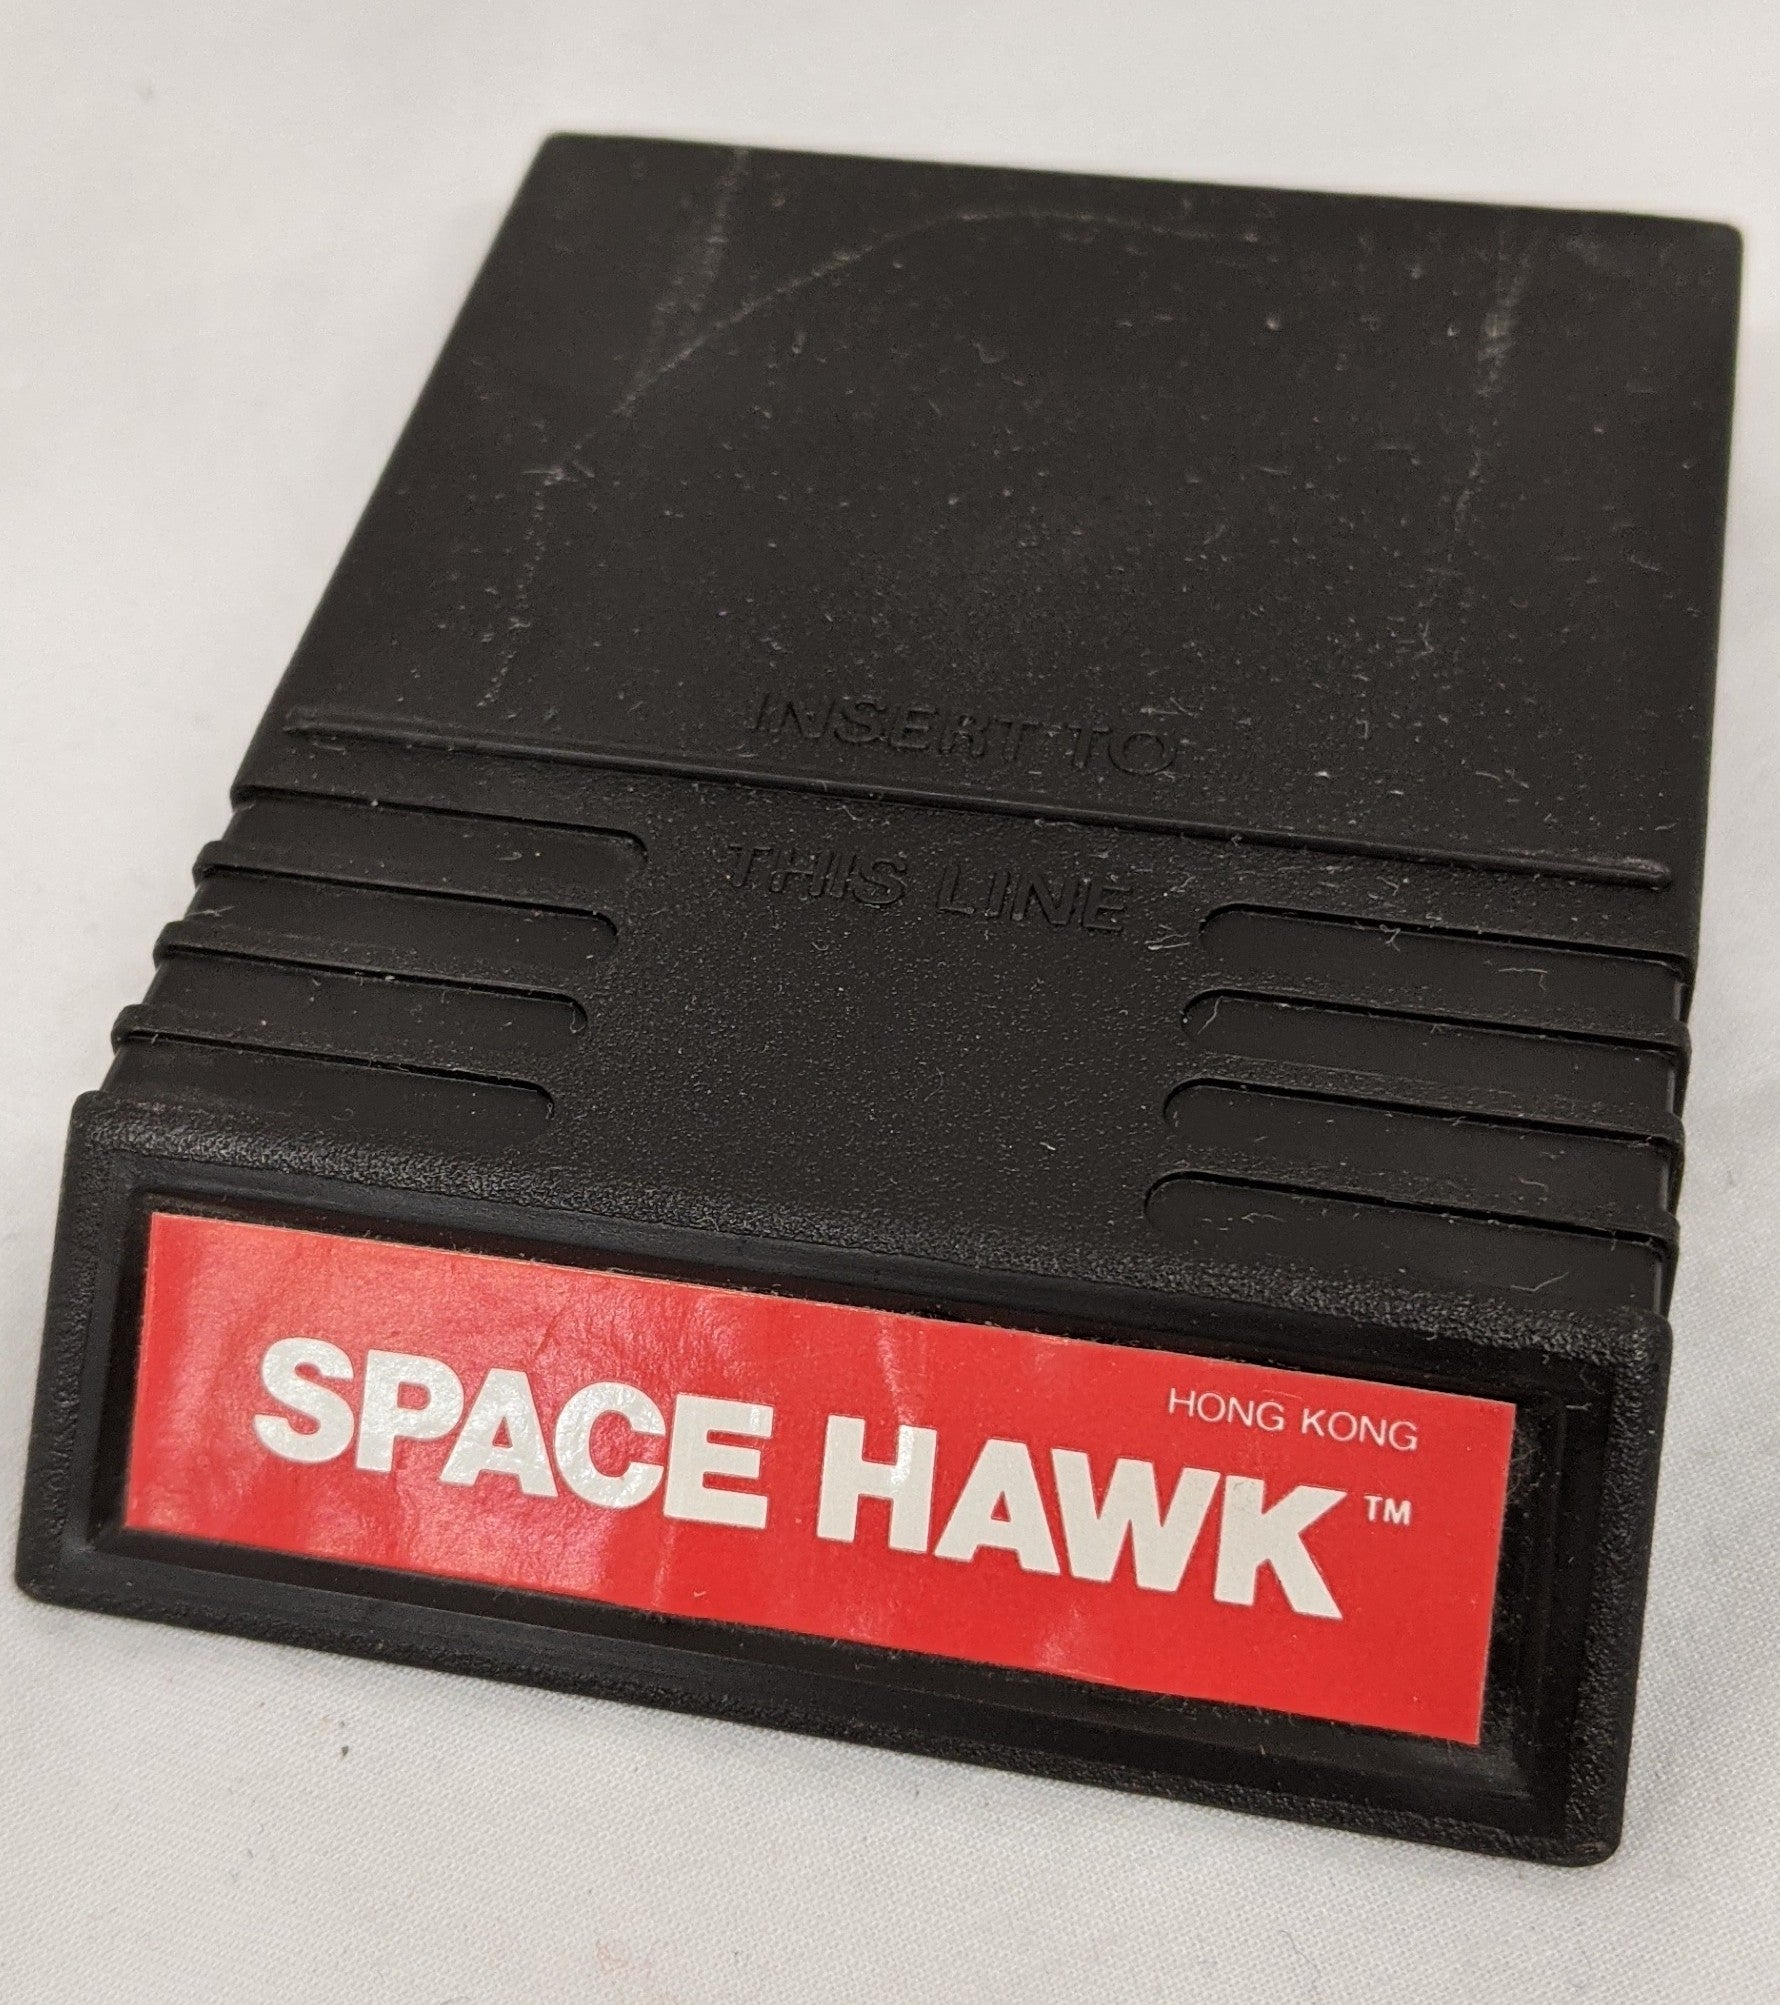 INSERT TO
THIS LINE
HONG KONG
SPACE HAWK™